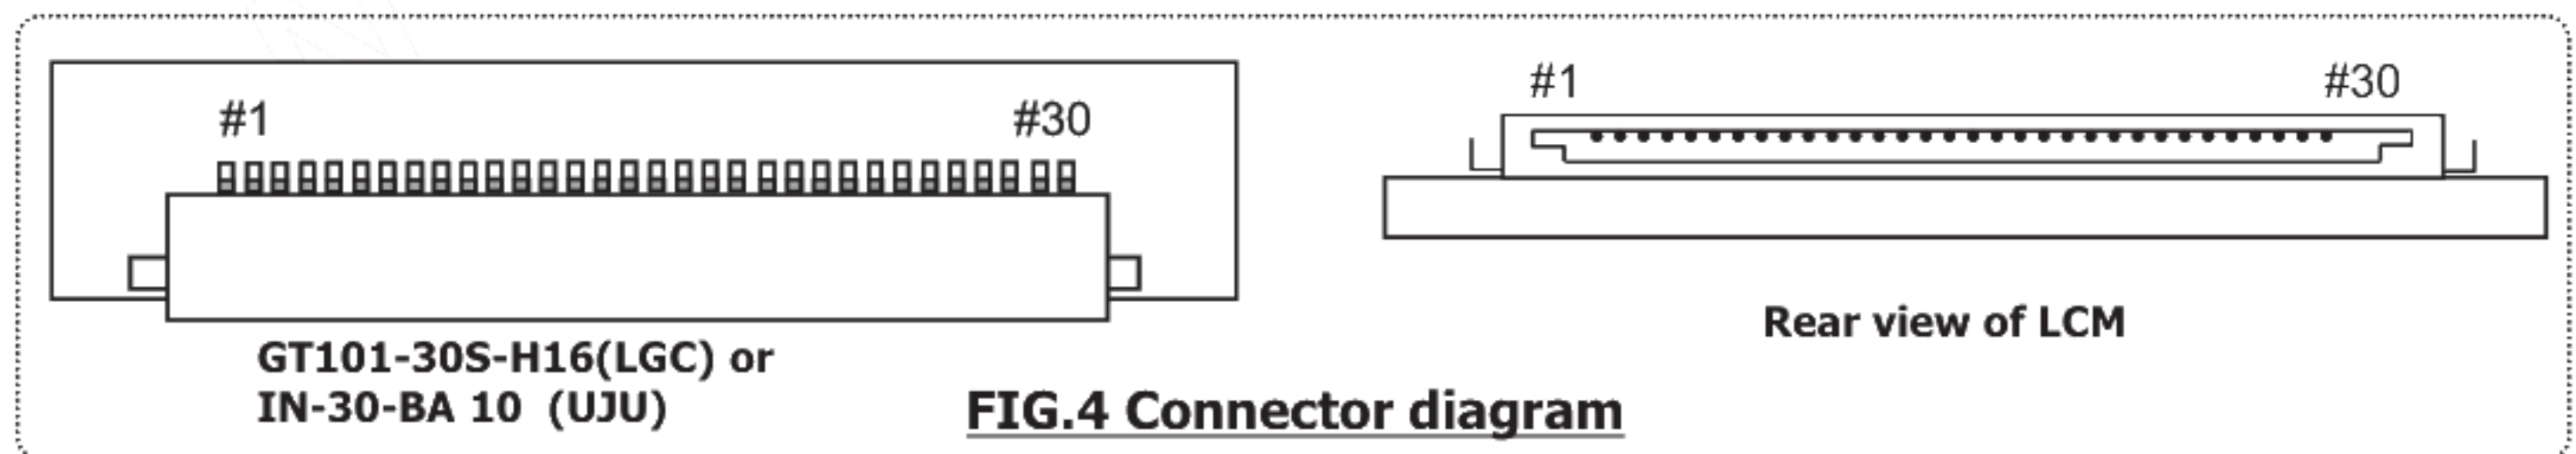 #1 #30
GT101-30S-H16(LGC) or
IN-30-BA 10 (UJU)
#1 #30
Rear view of LCM
FIG.4 Connector diagram